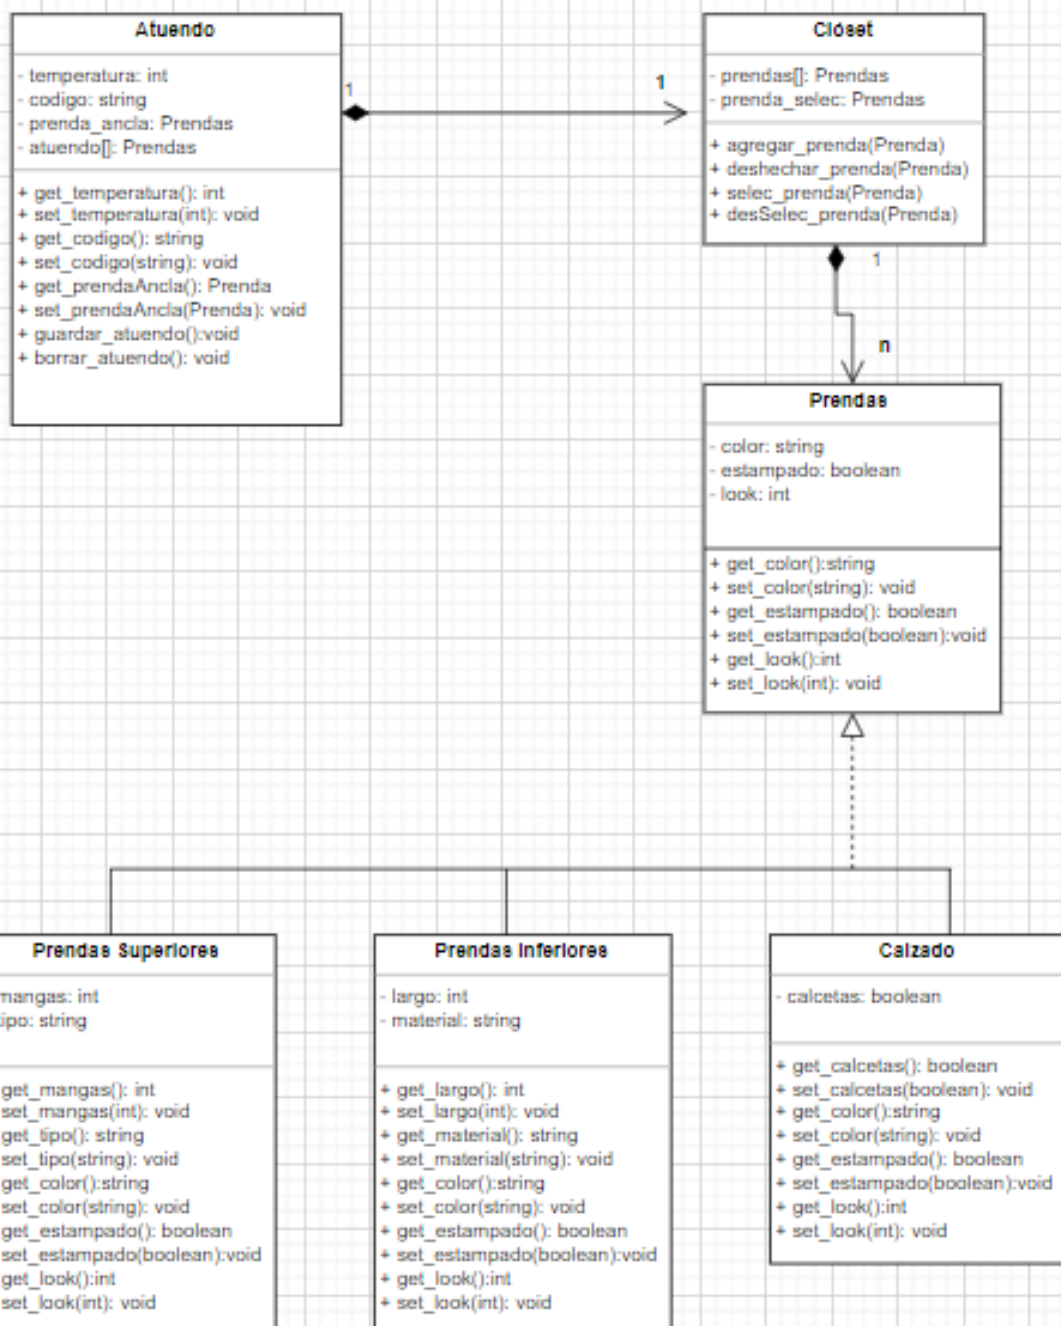 Atuendo
- temperatura: int
- codigo: string
- prenda_ancla: Prendas
- atuendo[]: Prendas
+ get_temperatura(): int
+ set_temperatura(int): void
+ get_codigo(): string
+ set_codigo(string): void
+ get_prendaAncla(): Prenda
+ set_prendaAncla(Prenda): void
+ guardar_atuendo():void
+ borrar_atuendo(): void
1
1
Clóset
- prendas[]: Prendas
- prenda_selec: Prendas
+ agregar_prenda(Prenda)
+ deshechar_prenda(Prenda)
+ selec_prenda(Prenda)
+ desSelec_prenda(Prenda)
1
n
Prendas
- color: string
- estampado: boolean
- look: int
+ get_color():string
+ set_color(string): void
+ get_estampado(): boolean
+ set_estampado(boolean):void
+ get_look():int
+ set_look(int): void
Prendas Superiores
mangas: int
tipo: string
get_mangas(): int
set_mangas(int): void
get_tipo(): string
set_tipo(string): void
get_color():string
set_color(string): void
get_estampado(): boolean
set_estampado(boolean):void
get_look():int
set_look(int): void
Prendas Inferiores
- largo: int
- material: string
+ get_largo(): int
+ set_largo(int): void
+ get_material(): string
+ set_material(string): void
+ get_color():string
+ set_color(string): void
+ get_estampado(): boolean
+ set_estampado(boolean):void
+ get_look():int
+ set_look(int): void
Calzado
- calcetas: boolean
+ get_calcetas(): boolean
+ set_calcetas(boolean): void
+ get_color():string
+ set_color(string): void
+ get_estampado(): boolean
+ set_estampado(boolean):void
+ get_look():int
+ set_look(int): void